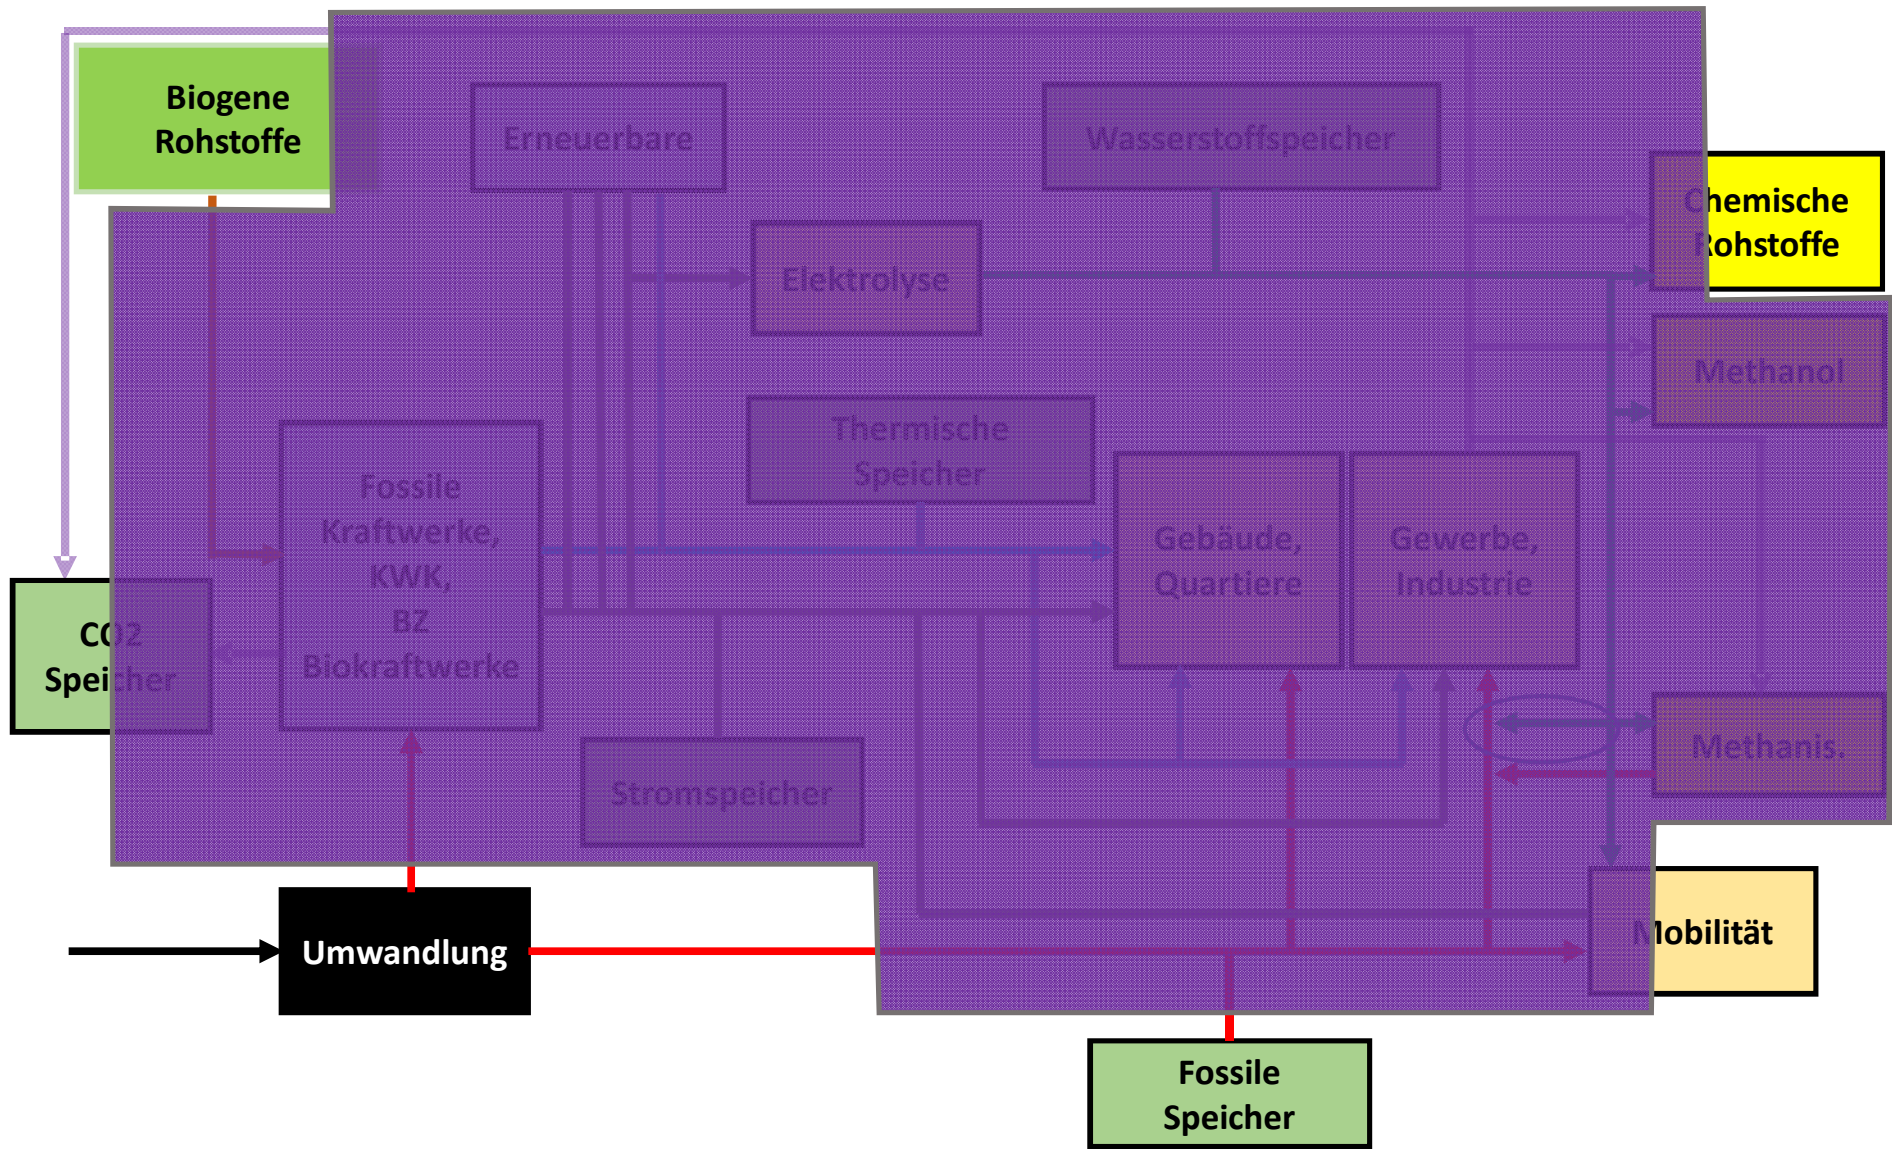 Biogene
Rohstoffe
Erneuerbare
Wasserstoffspeicher
Chemische
Rohstoffe
Elektrolyse
Methanol
Thermische
Speicher
Fossile
Kraftwerke,
KWK,
BZ
Biokraftwerke
Gebäude,
Quartiere
Gewerbe,
Industrie
CO2
Speicher
Stromspeicher
Methanis.
Umwandlung
Mobilität
Fossile
Speicher